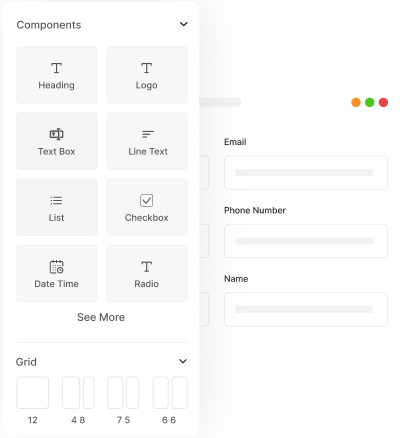 Components
Heading
Logo
Text Box
Line Text
List
Checkbox
Date Time
Radio
See More
Grid
12
4 8
7 5
6 6
Email
Phone Number
Name